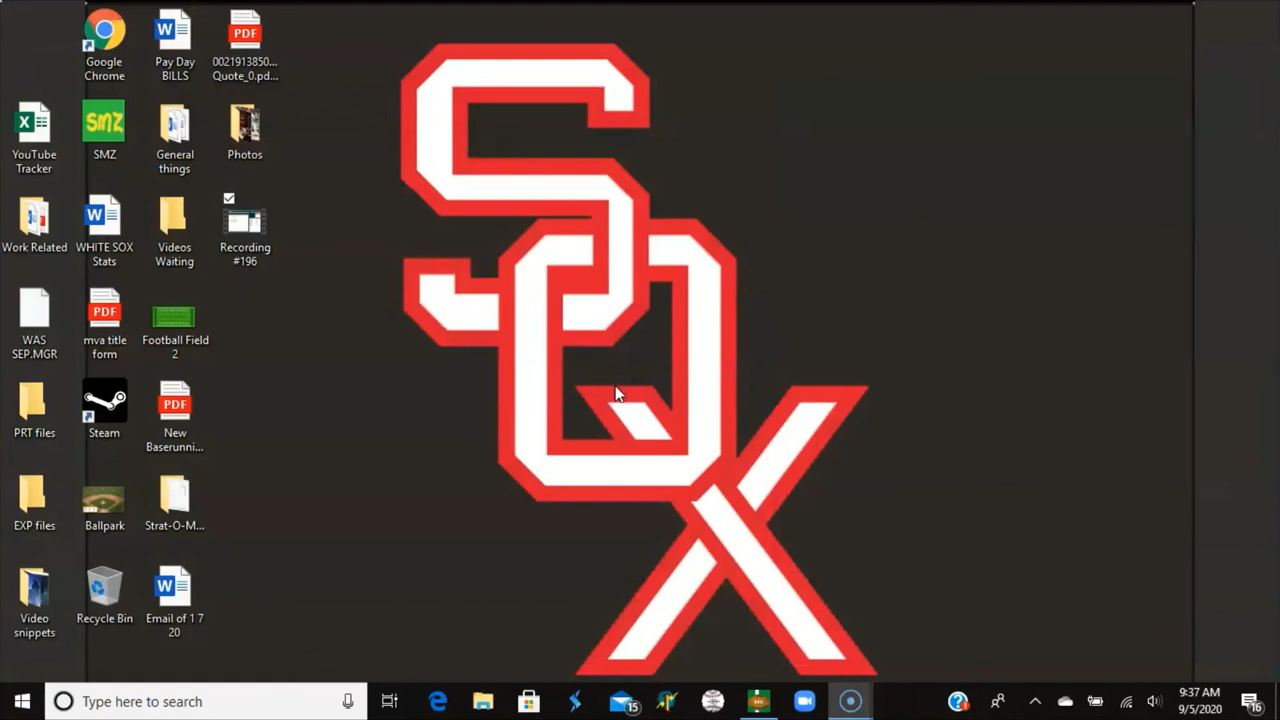 Google
Chrome
Pay Day
BILLS
PDF
0021913850...
Quote_0.pd...
YouTube
Tracker
SMZ
SMZ
General
things
Photos
Work Related
WHITE SOX
Stats
Videos
Waiting
Recording
#196
WAS
SEP.MGR
PDF
mva title
form
Football Field
2
PRT files
Steam
PDF
New
Baserunni...
EXP files
Ballpark
Strat-O-M...
Video
snippets
Recycle Bin
Email of 1 7
20
SOX
Type here to search
15
9:37 AM
9/5/2020
16